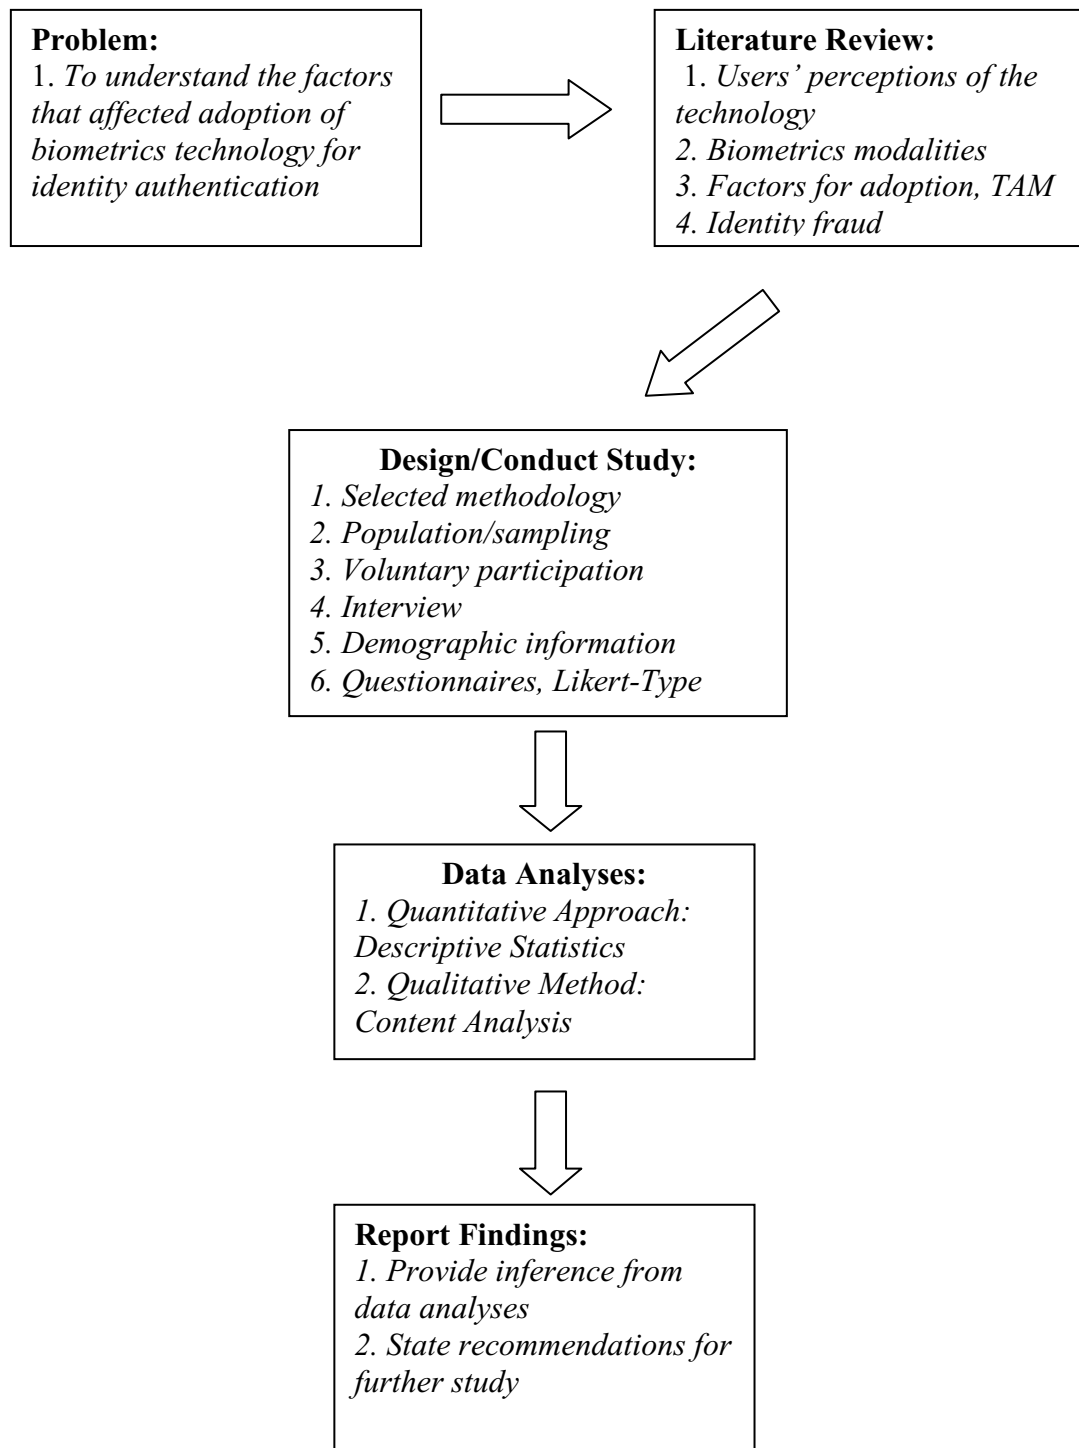 Problem:
1. To understand the factors
that affected adoption of
biometrics technology for
identity authentication
Literature Review:
1. Users’ perceptions of the
technology
2. Biometrics modalities
3. Factors for adoption, TAM
4. Identity fraud
Design/Conduct Study:
1. Selected methodology
2. Population/sampling
3. Voluntary participation
4. Interview
5. Demographic information
6. Questionnaires, Likert-Type
Data Analyses:
1. Quantitative Approach:
Descriptive Statistics
2. Qualitative Method:
Content Analysis
Report Findings:
1. Provide inference from
data analyses
2. State recommendations for
further study